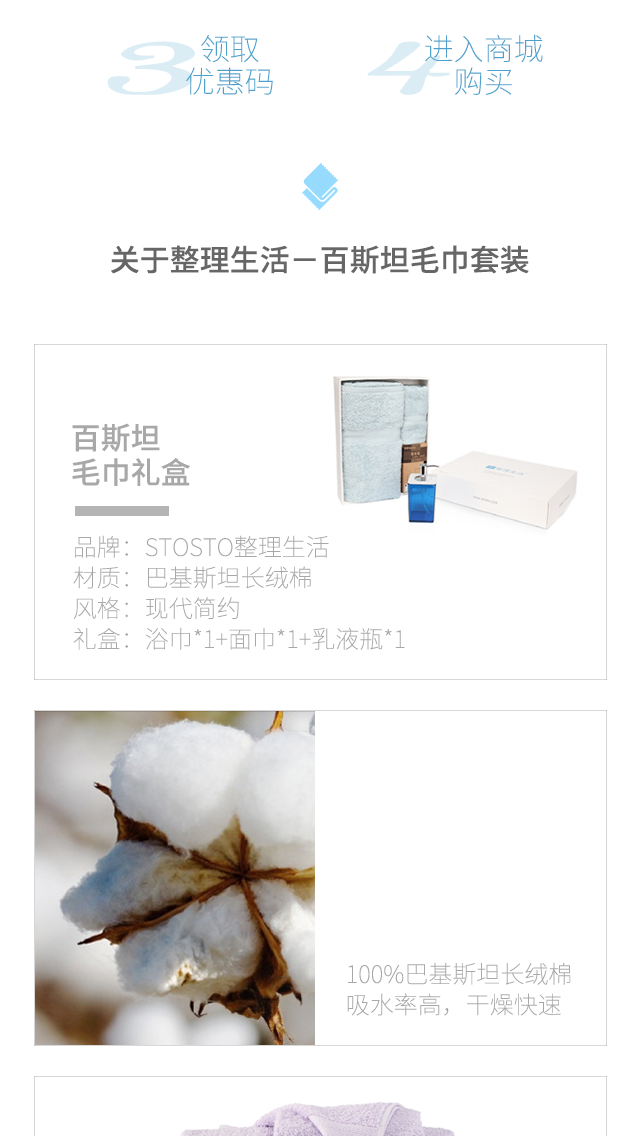 3 领取
优惠码
4 进入商城
购买
关于整理生活－百斯坦毛巾套装
百斯坦
毛巾礼盒
品牌：STOSTO整理生活
材质：巴基斯坦长绒棉
风格：现代简约
礼盒：浴巾*1+面巾*1+乳液瓶*1
100%巴基斯坦长绒棉
吸水率高，干燥快速